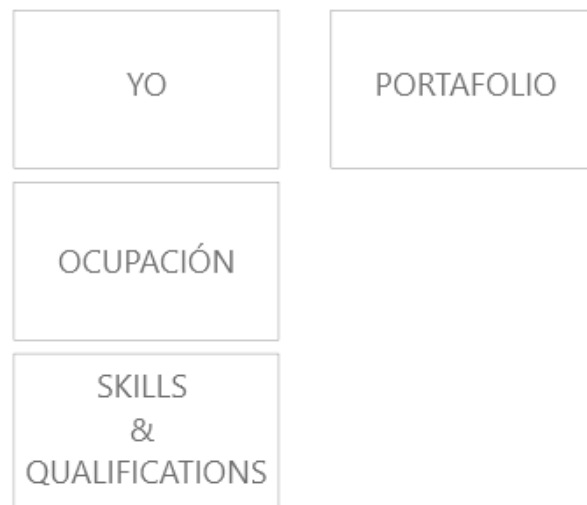 YO
PORTAFOLIO
OCUPACIÓN
SKILLS
&
QUALIFICATIONS